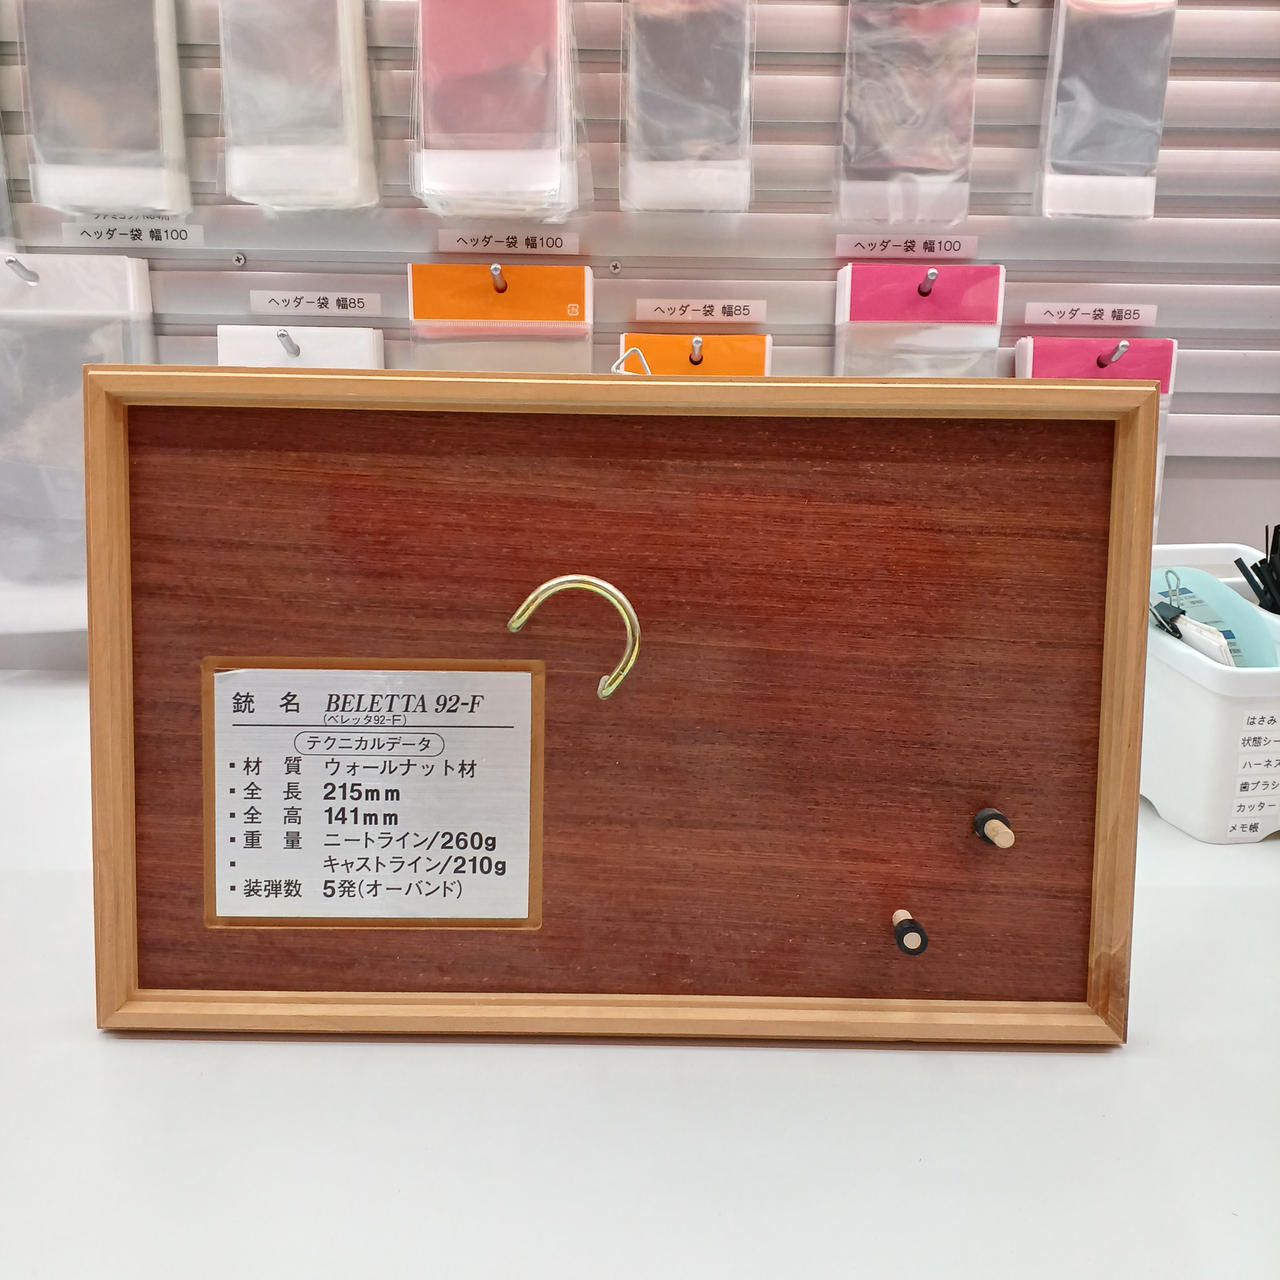 ヘッダー袋 幅100
ヘッダー袋 幅100
ヘッダー袋 幅100
ヘッダー袋 幅85
ヘッダー袋 幅85
ヘッダー袋 幅85
銃 名 BELETTA 92-F
(ベレッタ92-F)
テクニカルデータ
▪材 質 ウォールナット材
▪全 長 215mm
▪全 高 141mm
▪重 量 ニートライン/260g
▪ キャストライン/210g
▪装弾数 5発(オーバンド)
はさみ
状態シー
ハーネス
歯ブラシ
カッター
メモ帳